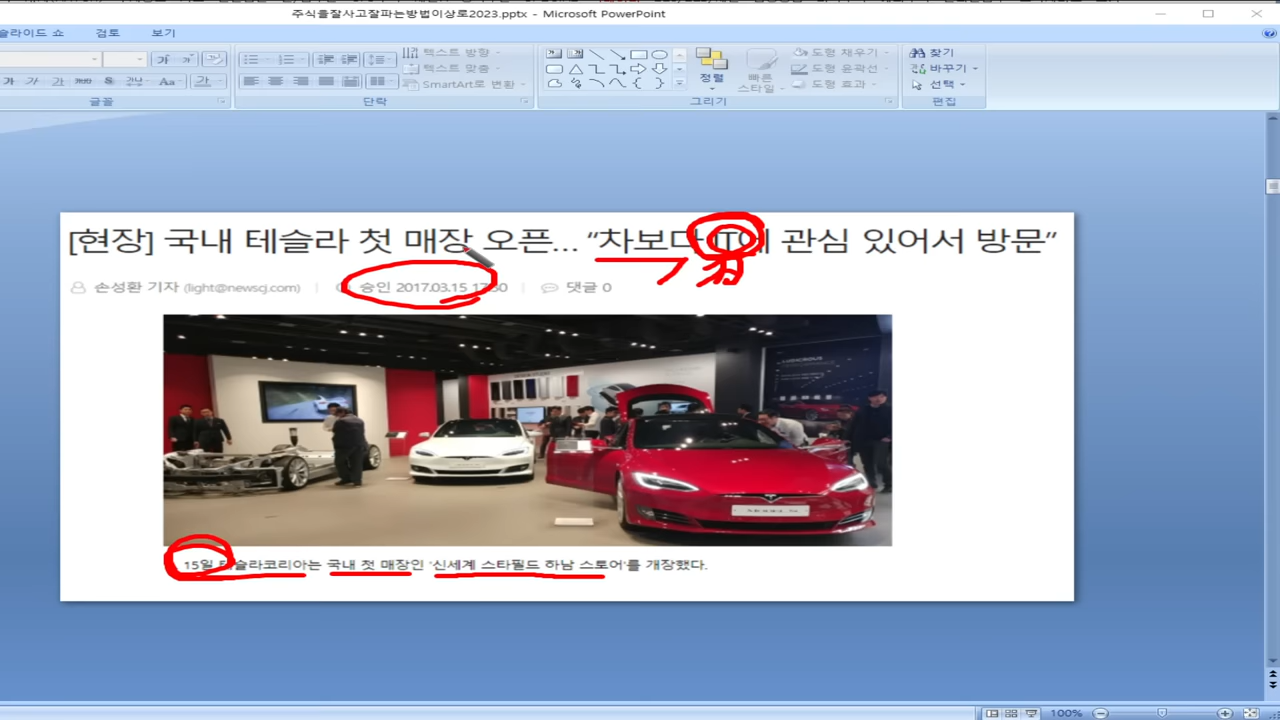 주식을잘사고잘파는방법이상로2023.pptx - Microsoft PowerPoint
슬라이드 쇼 검토 보기
텍스트 방향
텍스트 맞춤
SmartArt로 변환
정렬
빠른 스타일
도형 채우기
도형 윤곽선
도형 효과
찾기
바꾸기
선택
글꼴 단락 그리기 편집
[현장] 국내 테슬라 첫 매장 오픈… “차보다 IT에 관심 있어서 방문”
손성환 기자 (light@newscj.com) 승인 2017.03.15 17:30 댓글 0
15일 테슬라코리아는 국내 첫 매장인 '신세계 스타필드 하남 스토어'를 개장했다.
100%